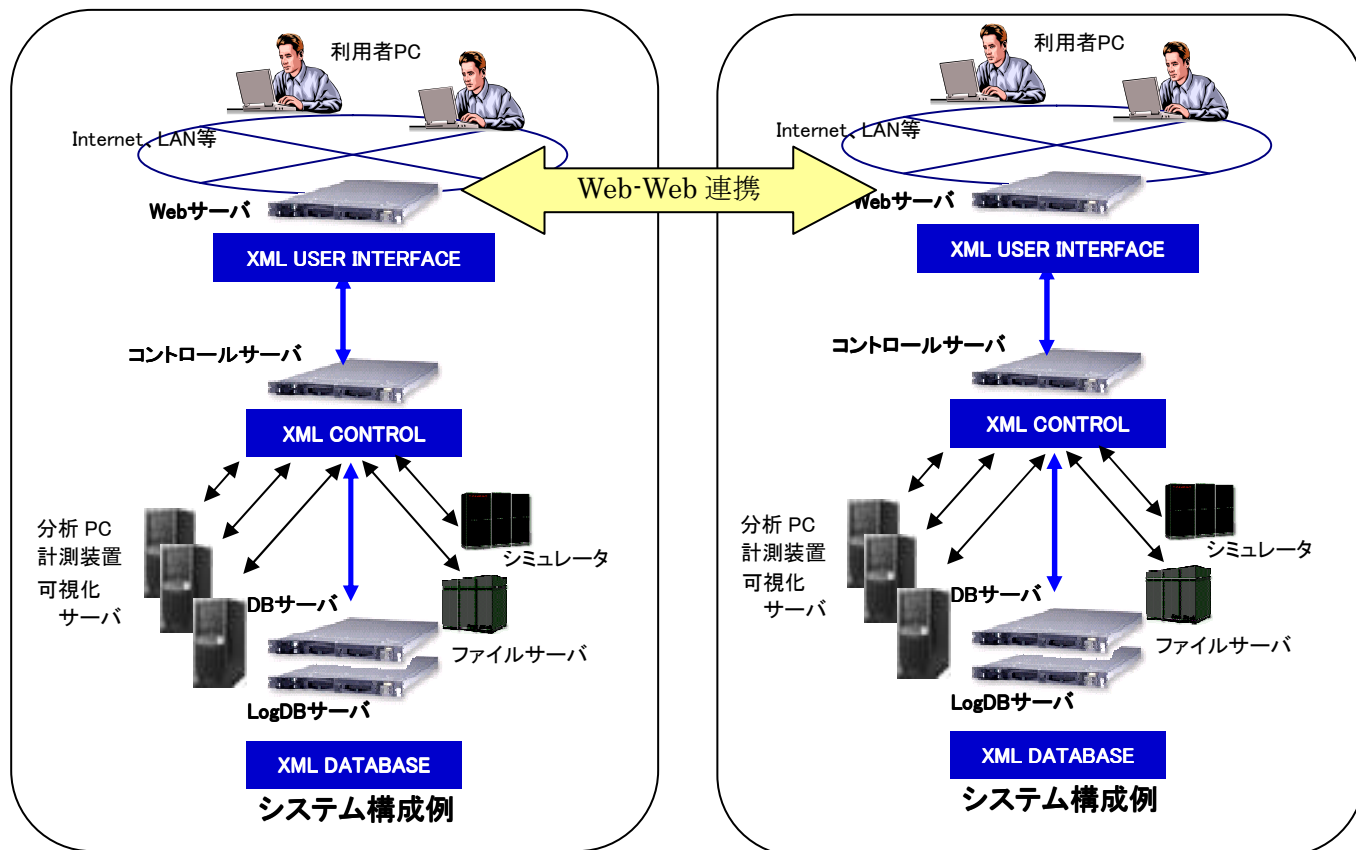 利用者PC
Internet、LAN等
Webサーバ
XML USER INTERFACE
コントロールサーバ
XML CONTROL
分析 PC
計測装置
可視化
サーバ
シミュレータ
DBサーバ
ファイルサーバ
LogDBサーバ
XML DATABASE
システム構成例
Web-Web 連携
利用者PC
Internet、LAN等
Webサーバ
XML USER INTERFACE
コントロールサーバ
XML CONTROL
分析 PC
計測装置
可視化
サーバ
シミュレータ
DBサーバ
ファイルサーバ
LogDBサーバ
XML DATABASE
システム構成例